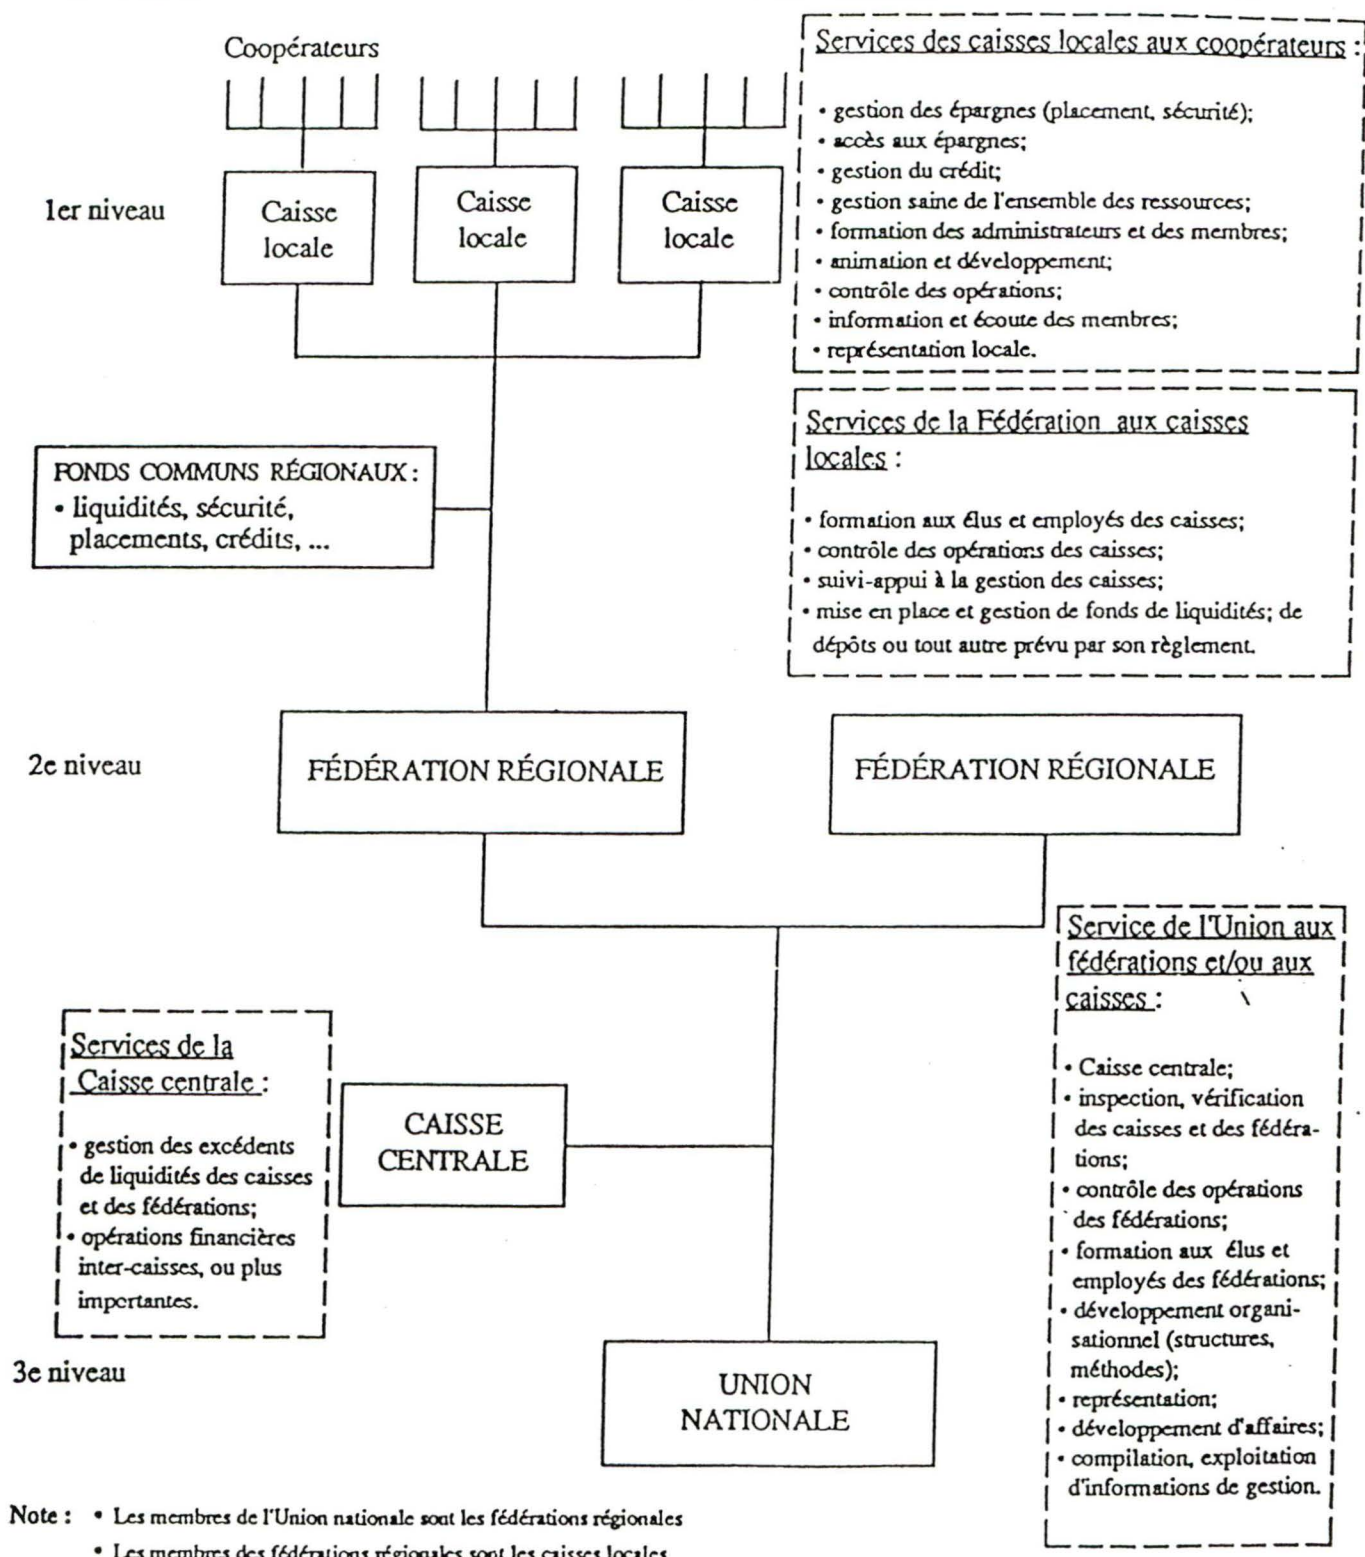 Coopérateurs
1er niveau
Caisse
locale
Caisse
locale
Caisse
locale
Services des caisses locales aux coopérateurs :
• gestion des épargnes (placement, sécurité);
• accès aux épargnes;
• gestion du crédit;
• gestion saine de l'ensemble des ressources;
• formation des administrateurs et des membres;
• animation et développement;
• contrôle des opérations;
• information et écoute des membres;
• représentation locale.
FONDS COMMUNS RÉGIONAUX :
• liquidités, sécurité,
placements, crédits, ...
Services de la Fédération aux caisses
locales :
• formation aux élus et employés des caisses;
• contrôle des opérations des caisses;
• suivi-appui à la gestion des caisses;
• mise en place et gestion de fonds de liquidités; de
dépôts ou tout autre prévu par son règlement.
2e niveau
FÉDÉRATION RÉGIONALE
FÉDÉRATION RÉGIONALE
Services de la
Caisse centrale :
• gestion des excédents
de liquidités des caisses
et des fédérations;
• opérations financières
inter-caisses, ou plus
importantes.
CAISSE
CENTRALE
Service de l'Union aux
fédérations et/ou aux
caisses :
• Caisse centrale;
• inspection, vérification
des caisses et des fédéra-
tions;
• contrôle des opérations
des fédérations;
• formation aux élus et
employés des fédérations;
• développement organi-
sationnel (structures,
méthodes);
• représentation;
• développement d'affaires;
• compilation, exploitation
d'informations de gestion.
3e niveau
UNION
NATIONALE
Note : • Les membres de l'Union nationale sont les fédérations régionales
• Les membres des fédérations régionales sont les caisses locales